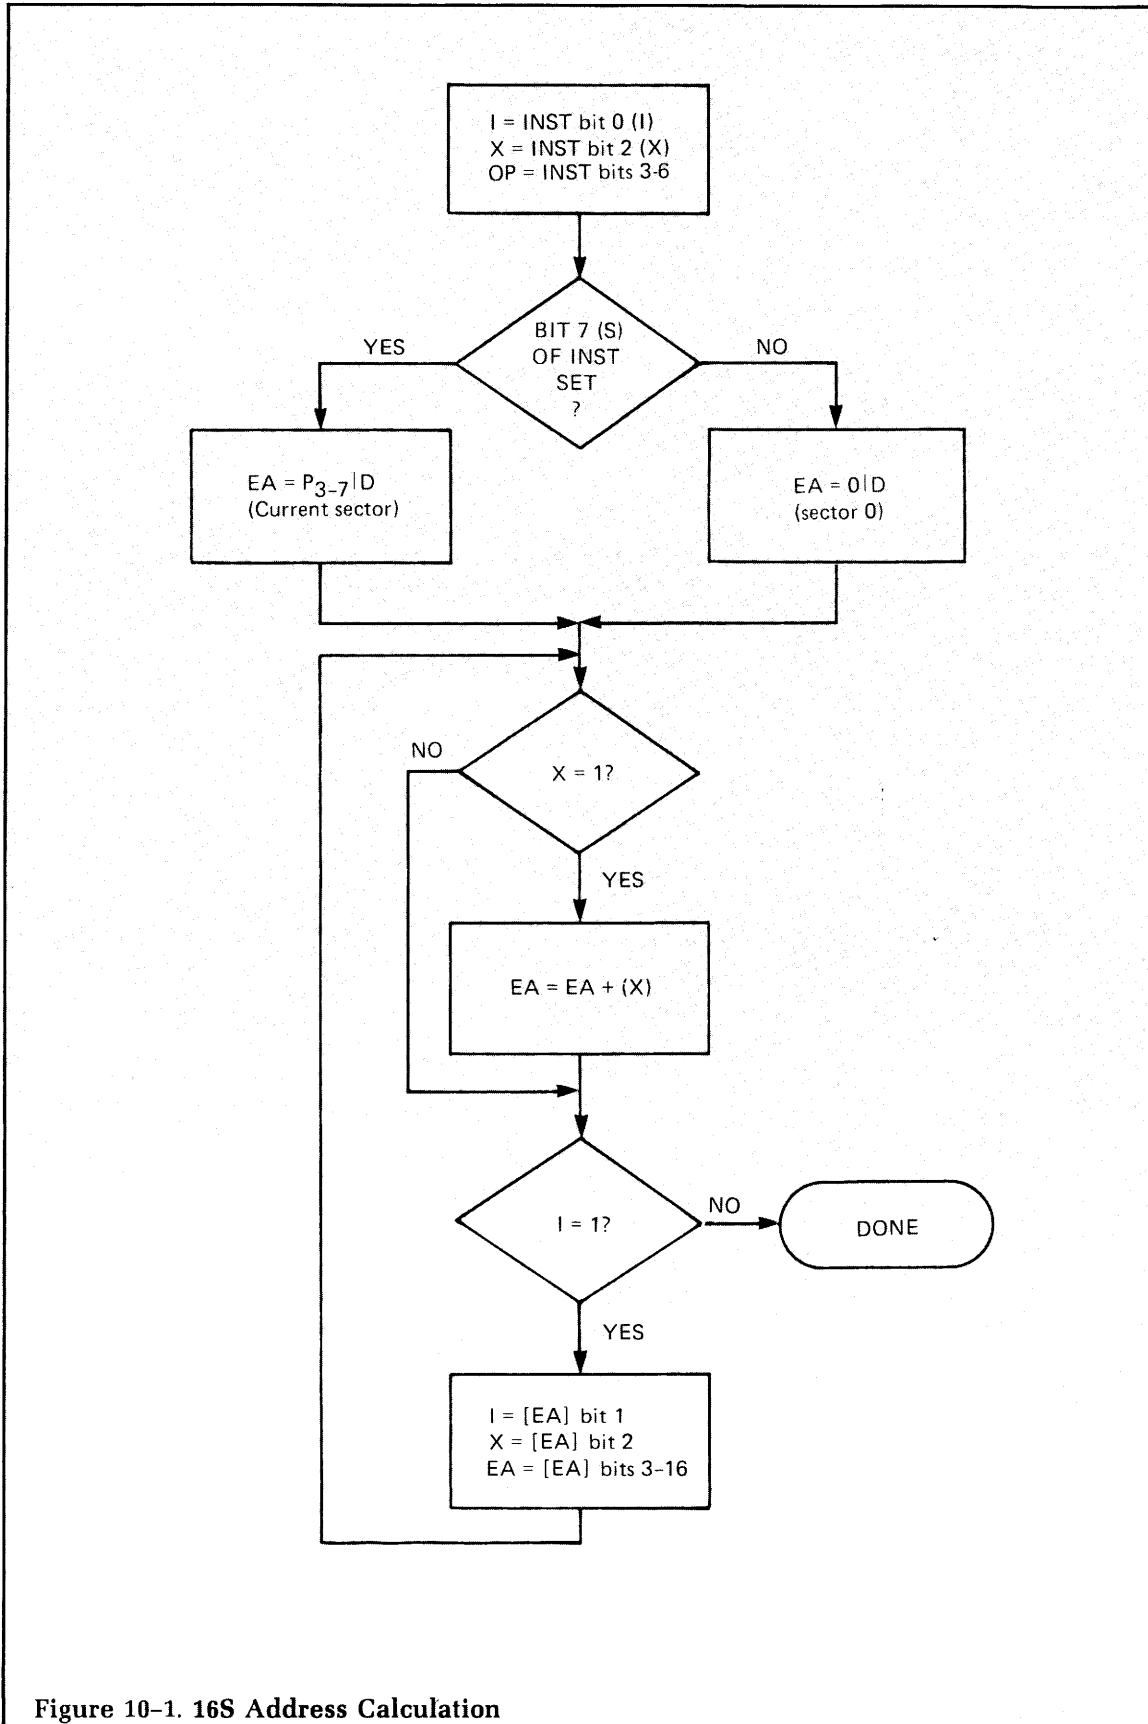 I = INST bit 0 (I)
X = INST bit 2 (X)
OP = INST bits 3-6
BIT 7 (S)
OF INST
SET
?
YES
NO
EA = P3-7|D
(Current sector)
EA = 0|D
(sector 0)
X = 1?
NO
YES
EA = EA + (X)
I = 1?
NO
DONE
YES
I = [EA] bit 1
X = [EA] bit 2
EA = [EA] bits 3-16
Figure 10-1. 16S Address Calculation